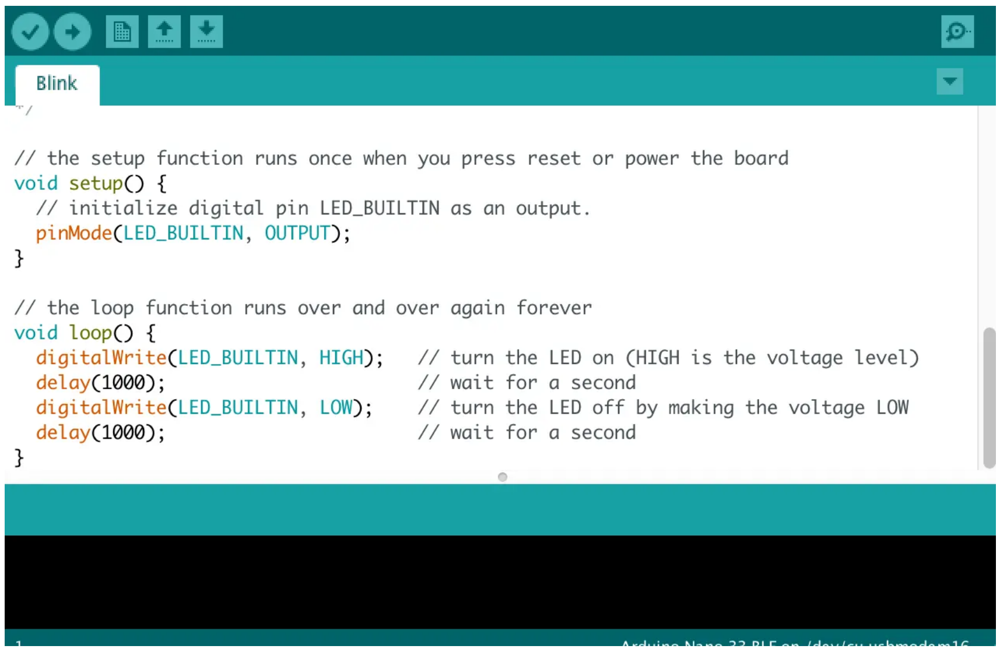 Blink
*/
// the setup function runs once when you press reset or power the board
void setup() {
  // initialize digital pin LED_BUILTIN as an output.
  pinMode(LED_BUILTIN, OUTPUT);
}
// the loop function runs over and over again forever
void loop() {
  digitalWrite(LED_BUILTIN, HIGH);   // turn the LED on (HIGH is the voltage level)
  delay(1000);                       // wait for a second
  digitalWrite(LED_BUILTIN, LOW);    // turn the LED off by making the voltage LOW
  delay(1000);                       // wait for a second
}
1 Arduino Nano 33 BLE on /dev/cu.usbmodem16